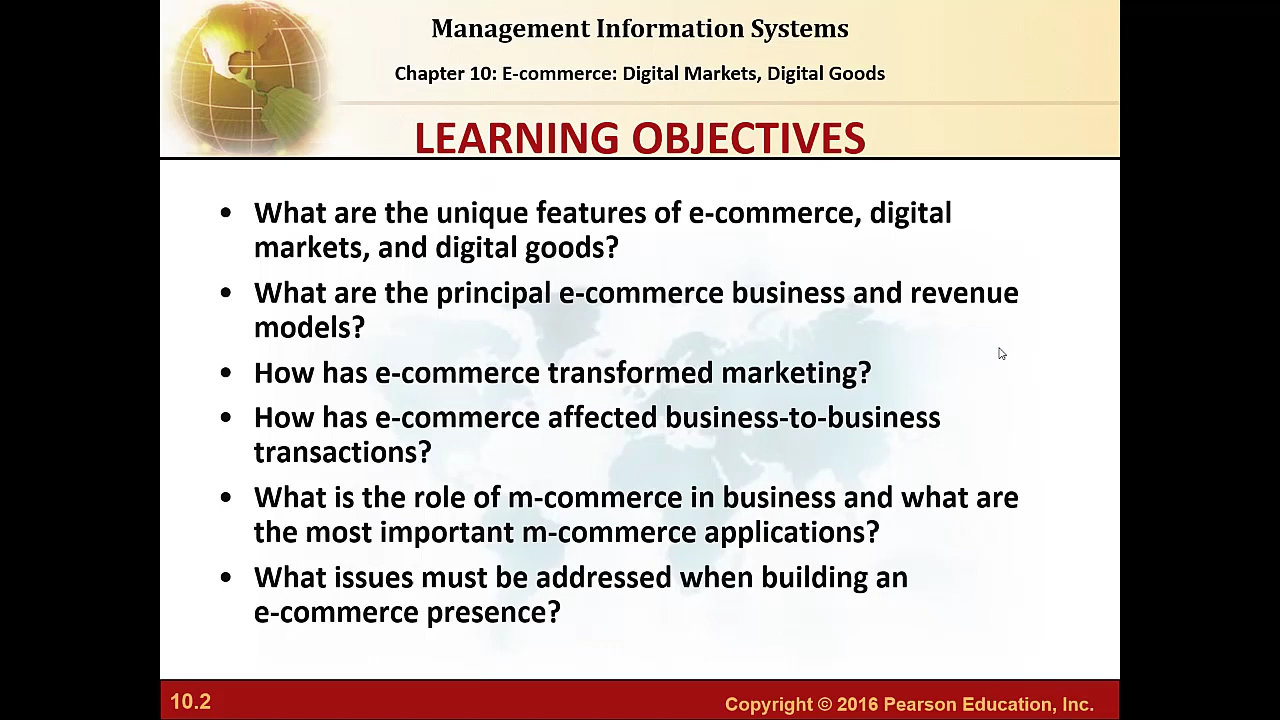 Management Information Systems
Chapter 10: E-commerce: Digital Markets, Digital Goods
LEARNING OBJECTIVES
• What are the unique features of e-commerce, digital
markets, and digital goods?
• What are the principal e-commerce business and revenue
models?
• How has e-commerce transformed marketing?
• How has e-commerce affected business-to-business
transactions?
• What is the role of m-commerce in business and what are
the most important m-commerce applications?
• What issues must be addressed when building an
e-commerce presence?
10.2
Copyright © 2016 Pearson Education, Inc.